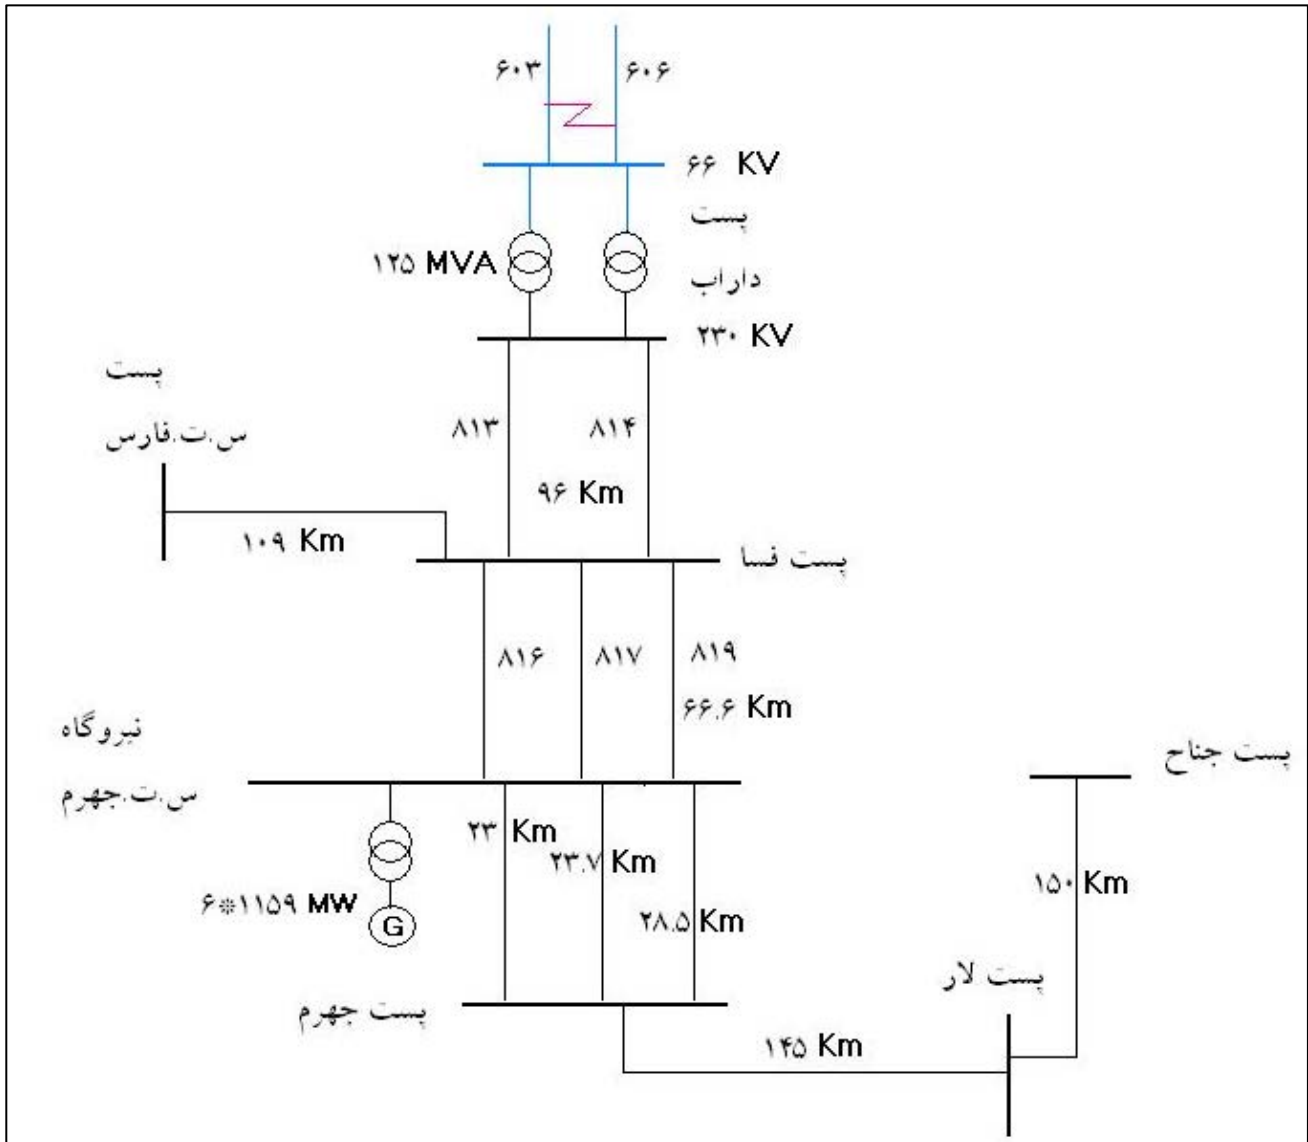 ۶۰۳
۶۰۶
۶۶ KV
پست
داراب
۱۲۵ MVA
۲۳۰ KV
پست
س.ت.فارس
۸۱۳
۸۱۴
۹۶ Km
۱۰۹ Km
پست فسا
۸۱۶
۸۱۷
۸۱۹
۶۶.۶ Km
نیروگاه
س.ت.جهرم
پست جناح
۲۳ Km
۲۳.۷ Km
۲۸.۵ Km
۶*۱۱۵۹ MW
G
۱۵۰ Km
پست لار
پست جهرم
۱۴۵ Km